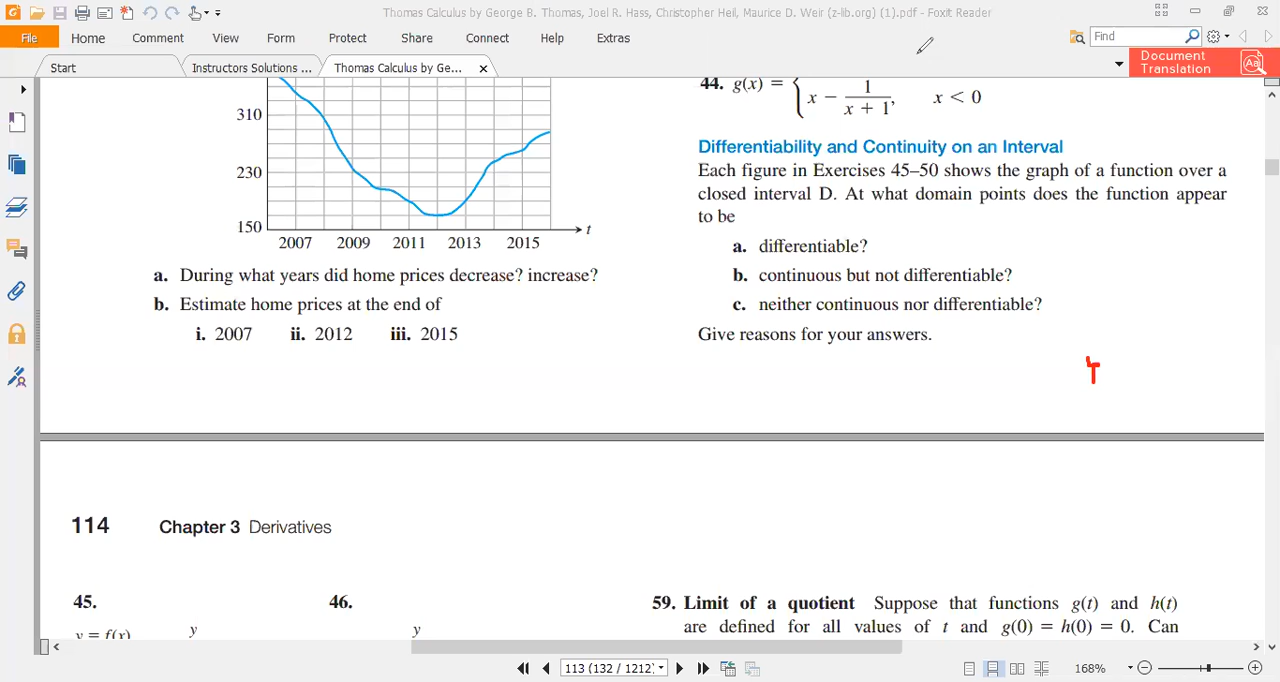 Thomas Calculus by George B. Thomas, Joel R. Hass, Christopher Heil, Maurice D. Weir (z-lib.org) (1).pdf - Foxit Reader
File Home Comment View Form Protect Share Connect Help Extras
Find
Start
Instructors Solutions ...
Thomas Calculus by Ge...
Document
Translation
310
230
150
2007 2009 2011 2013 2015
t
a. During what years did home prices decrease? increase?
b. Estimate home prices at the end of
i. 2007 ii. 2012 iii. 2015
44. g(x) = { x − 1/(x + 1), x < 0
Differentiability and Continuity on an Interval
Each figure in Exercises 45–50 shows the graph of a function over a
closed interval D. At what domain points does the function appear
to be
a. differentiable?
b. continuous but not differentiable?
c. neither continuous nor differentiable?
Give reasons for your answers.
114 Chapter 3 Derivatives
45.
y = f(x)
y
46.
y
59. Limit of a quotient Suppose that functions g(t) and h(t)
are defined for all values of t and g(0) = h(0) = 0. Can
113 (132 / 1212)
168%